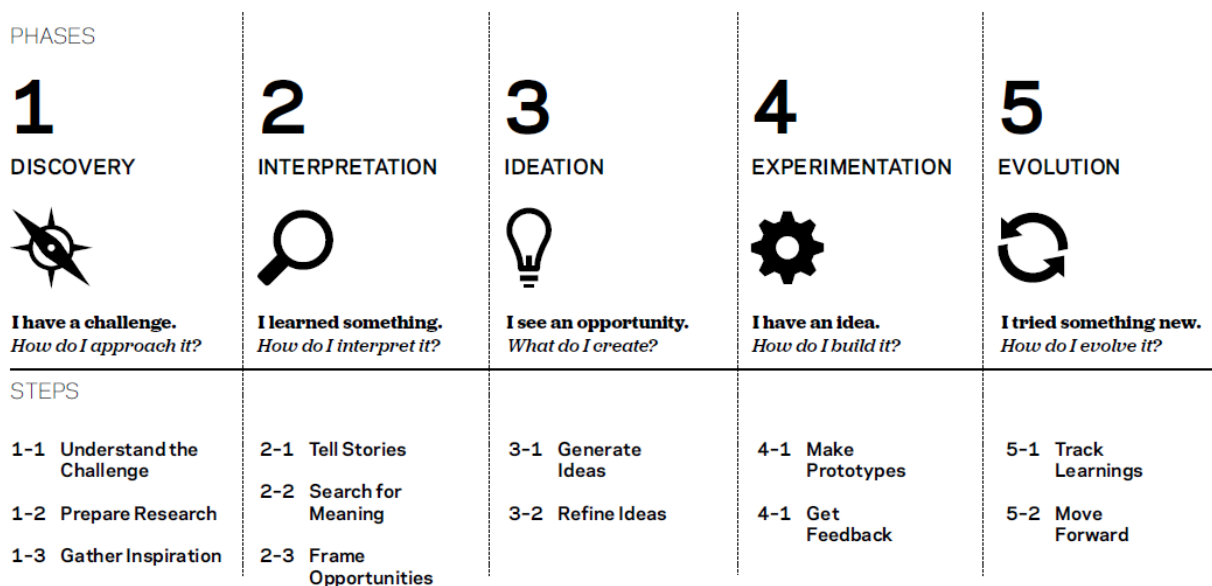 PHASES
1
DISCOVERY
I have a challenge.
How do I approach it?
2
INTERPRETATION
I learned something.
How do I interpret it?
3
IDEATION
I see an opportunity.
What do I create?
4
EXPERIMENTATION
I have an idea.
How do I build it?
5
EVOLUTION
I tried something new.
How do I evolve it?
STEPS
1-1 Understand the
Challenge
1-2 Prepare Research
1-3 Gather Inspiration
2-1 Tell Stories
2-2 Search for
Meaning
2-3 Frame
Opportunities
3-1 Generate
Ideas
3-2 Refine Ideas
4-1 Make
Prototypes
4-1 Get
Feedback
5-1 Track
Learnings
5-2 Move
Forward